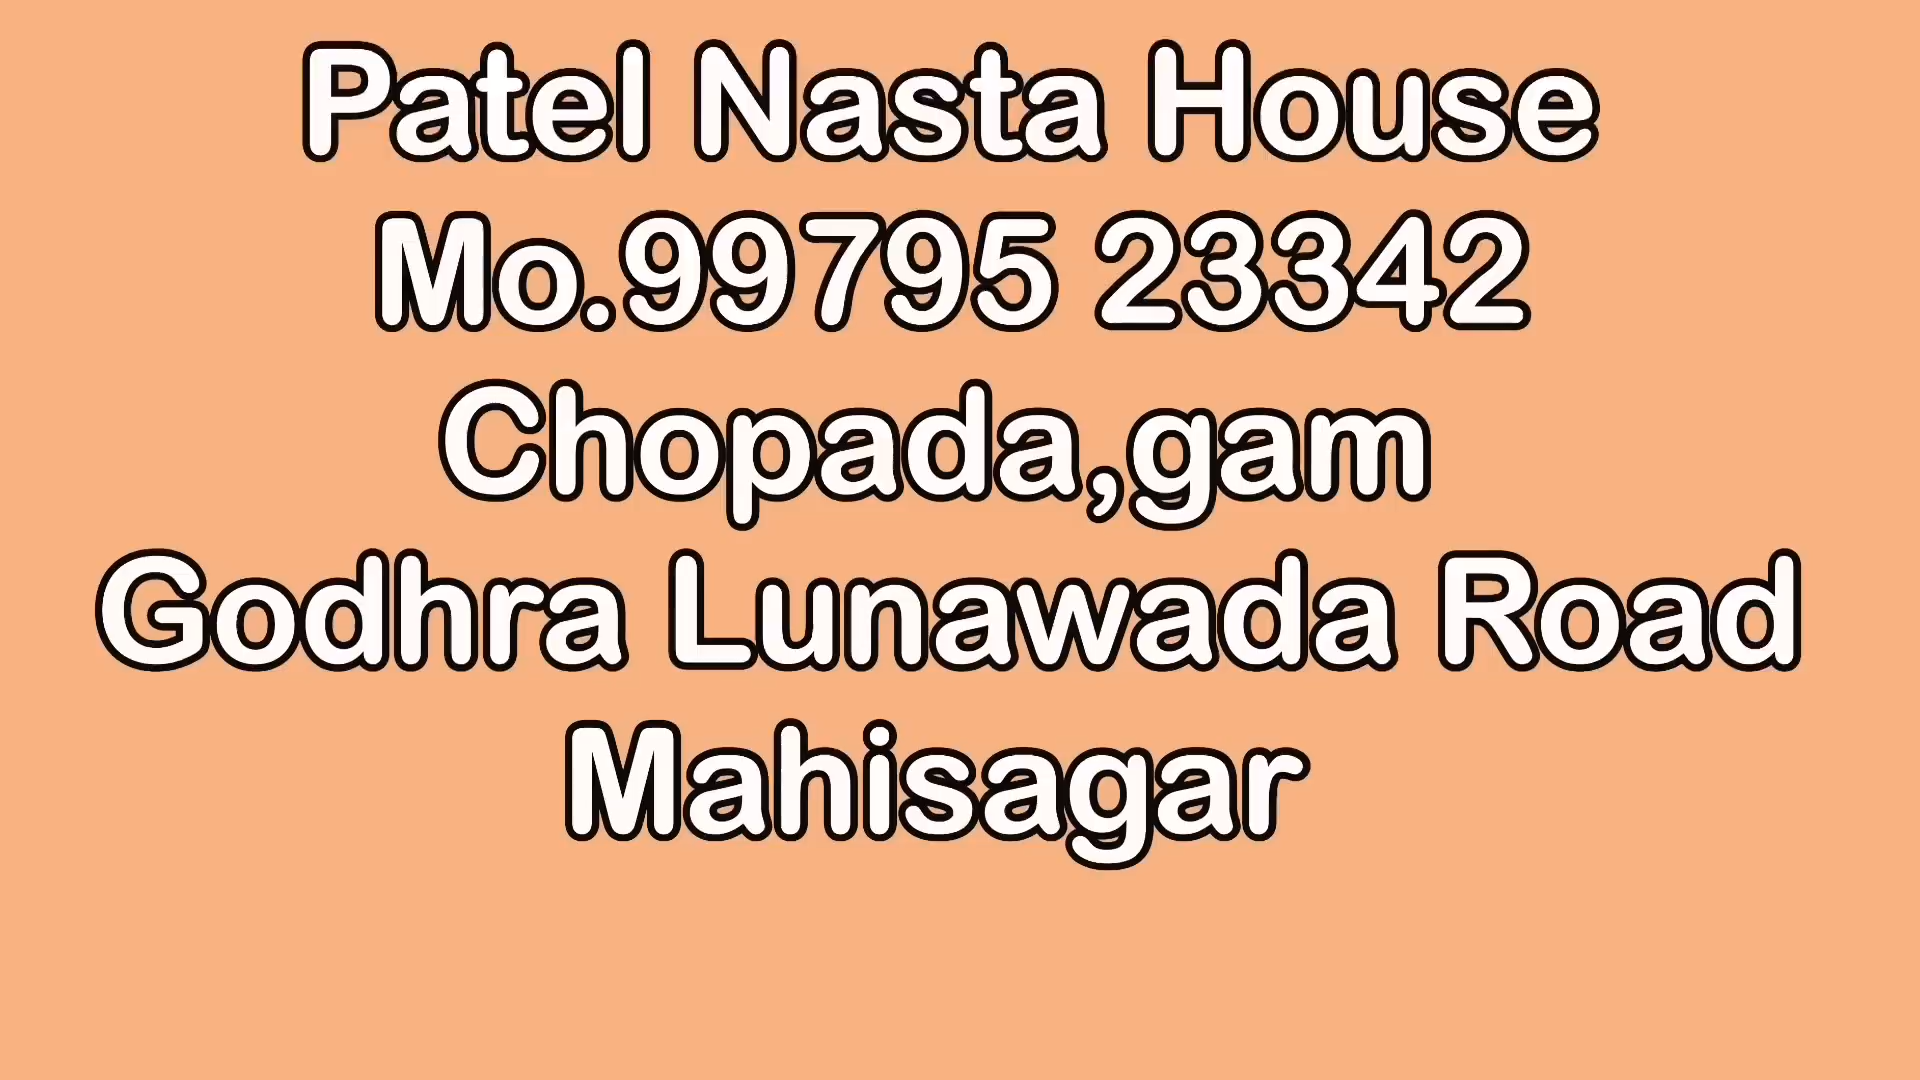 Patel Nasta House
Mo.99795 23342
Chopada,gam
Godhra Lunawada Road
Mahisagar